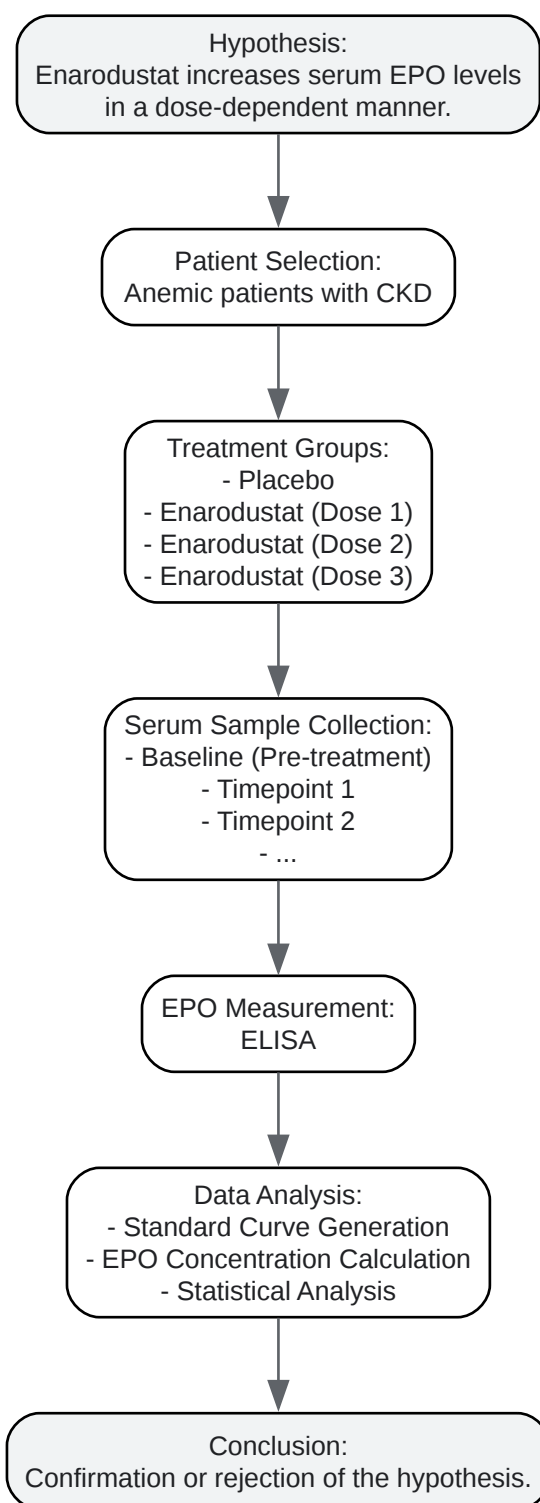 Hypothesis:
Enarodustat increases serum EPO levels
in a dose-dependent manner.
Patient Selection:
Anemic patients with CKD
Treatment Groups:
- Placebo
- Enarodustat (Dose 1)
- Enarodustat (Dose 2)
- Enarodustat (Dose 3)
Serum Sample Collection:
- Baseline (Pre-treatment)
- Timepoint 1
- Timepoint 2
- ...
EPO Measurement:
ELISA
Data Analysis:
- Standard Curve Generation
- EPO Concentration Calculation
- Statistical Analysis
Conclusion:
Confirmation or rejection of the hypothesis.